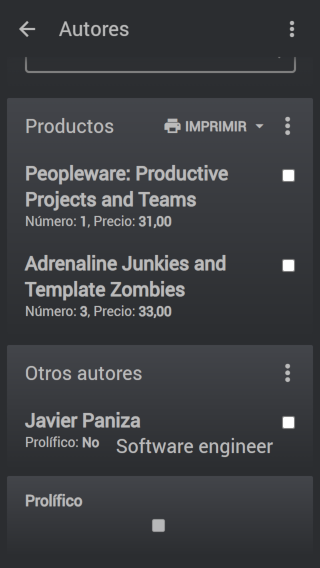 Autores
Productos IMPRIMIR
Peopleware: Productive
Projects and Teams
Número: 1, Precio: 31,00
Adrenaline Junkies and
Template Zombies
Número: 3, Precio: 33,00
Otros autores
Javier Paniza
Prolífico: No
Software engineer
Prolífico